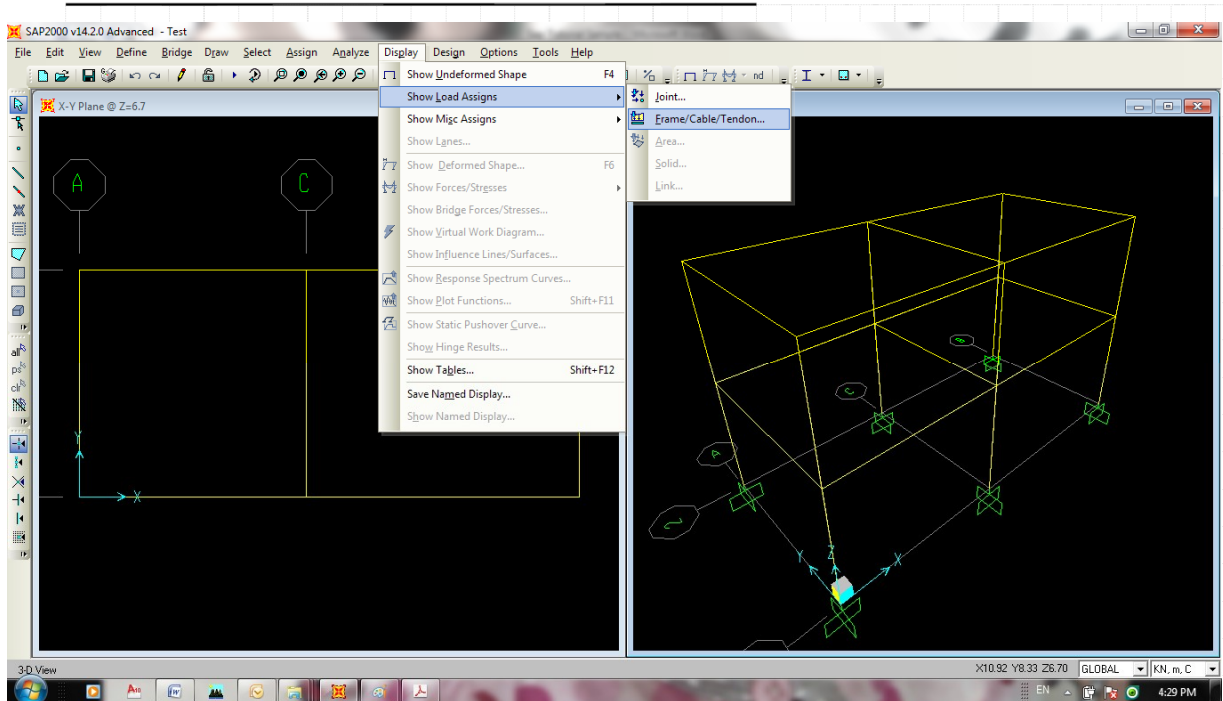 SAP2000 v14.2.0 Advanced - Test
File Edit View Define Bridge Draw Select Assign Analyze Display Design Options Tools Help
nd
X-Y Plane @ Z=6.7
Show Undeformed Shape F4
Show Load Assigns
Show Misc Assigns
Show Lanes...
Show Deformed Shape... F6
Show Forces/Stresses
Show Bridge Forces/Stresses...
Show Virtual Work Diagram...
Show Influence Lines/Surfaces...
Show Response Spectrum Curves...
Show Plot Functions... Shift+F11
Show Static Pushover Curve...
Show Hinge Results...
Show Tables... Shift+F12
Save Named Display...
Show Named Display...
Joint...
Frame/Cable/Tendon...
Area...
Solid...
Link...
all
ps
clr
A C
Y
X
B
C
A
2
Y Z X
3-D View X10.92 Y8.33 Z6.70 GLOBAL KN, m, C
EN 4:29 PM